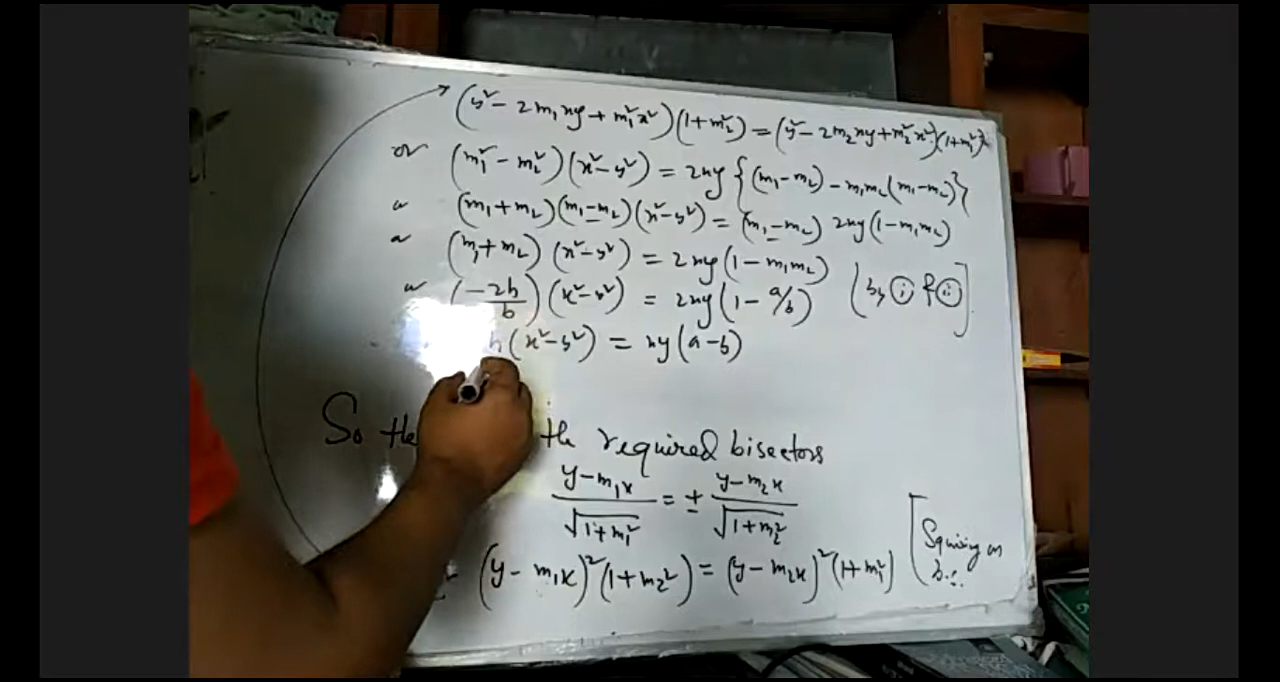 (y² - 2m₁xy + m₁²x²)(1+m₂²) = (y² - 2m₂xy + m₂²x²)(1+m₁²)
or (m₁² - m₂²)(x² - y²) = 2xy {(m₁ - m₂) - m₁m₂(m₁ - m₂)}
or (m₁ + m₂)(m₁ - m₂)(x² - y²) = (m₁ - m₂) 2xy (1 - m₁m₂)
or (m₁ + m₂)(x² - y²) = 2xy (1 - m₁m₂)
or (-2h/b)(x² - y²) = 2xy (1 - a/b) [by (i) & (ii)]
h(x² - y²) = xy(a - b)
So the the required bisectors
(y - m₁x)/√(1+m₁²) = ± (y - m₂x)/√(1+m₂²)
(y - m₁x)²(1+m₂²) = (y - m₂x)²(1+m₁²) [Squaring on b.s.